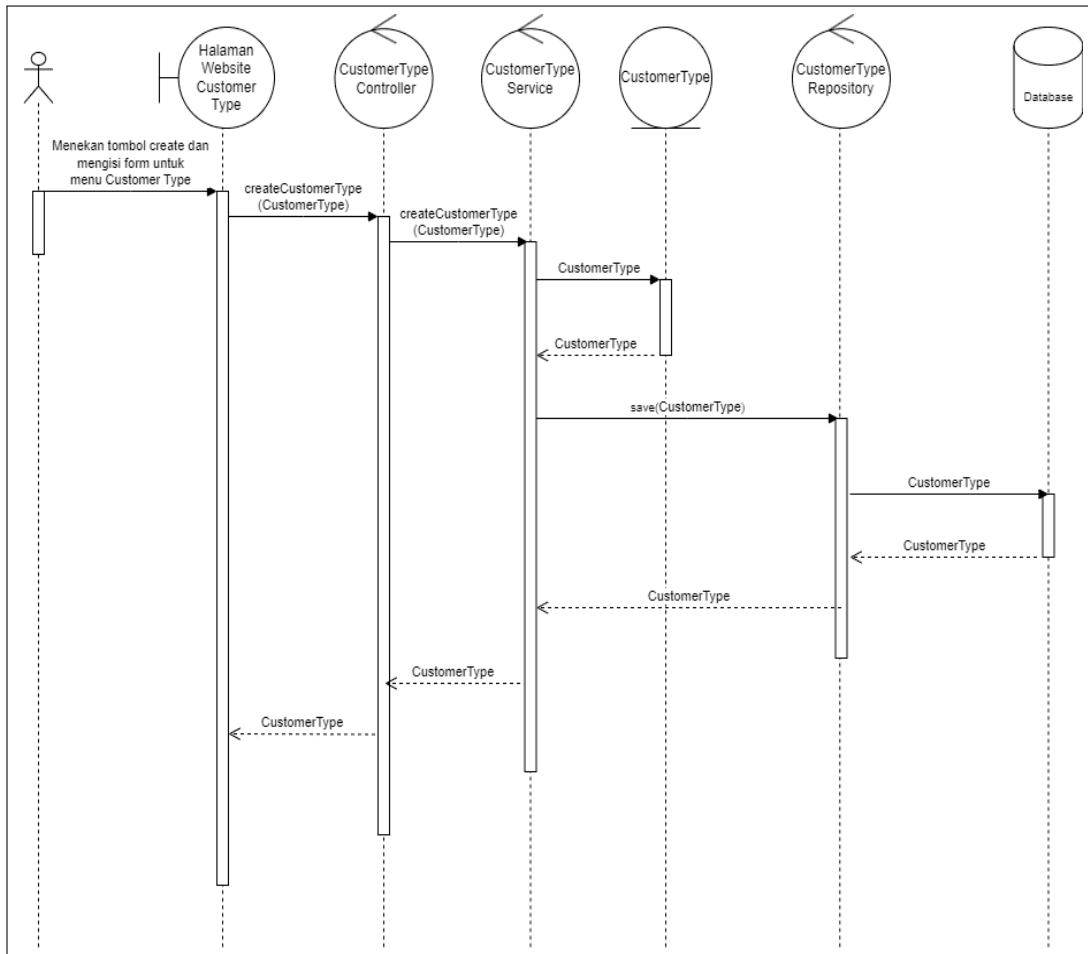 Halaman
Website
Customer
Type
CustomerType
Controller
CustomerType
Service
CustomerType
CustomerType
Repository
Database
Menekan tombol create dan
mengisi form untuk
menu Customer Type
createCustomerType
(CustomerType)
createCustomerType
(CustomerType)
CustomerType
CustomerType
save(CustomerType)
CustomerType
CustomerType
CustomerType
CustomerType
CustomerType